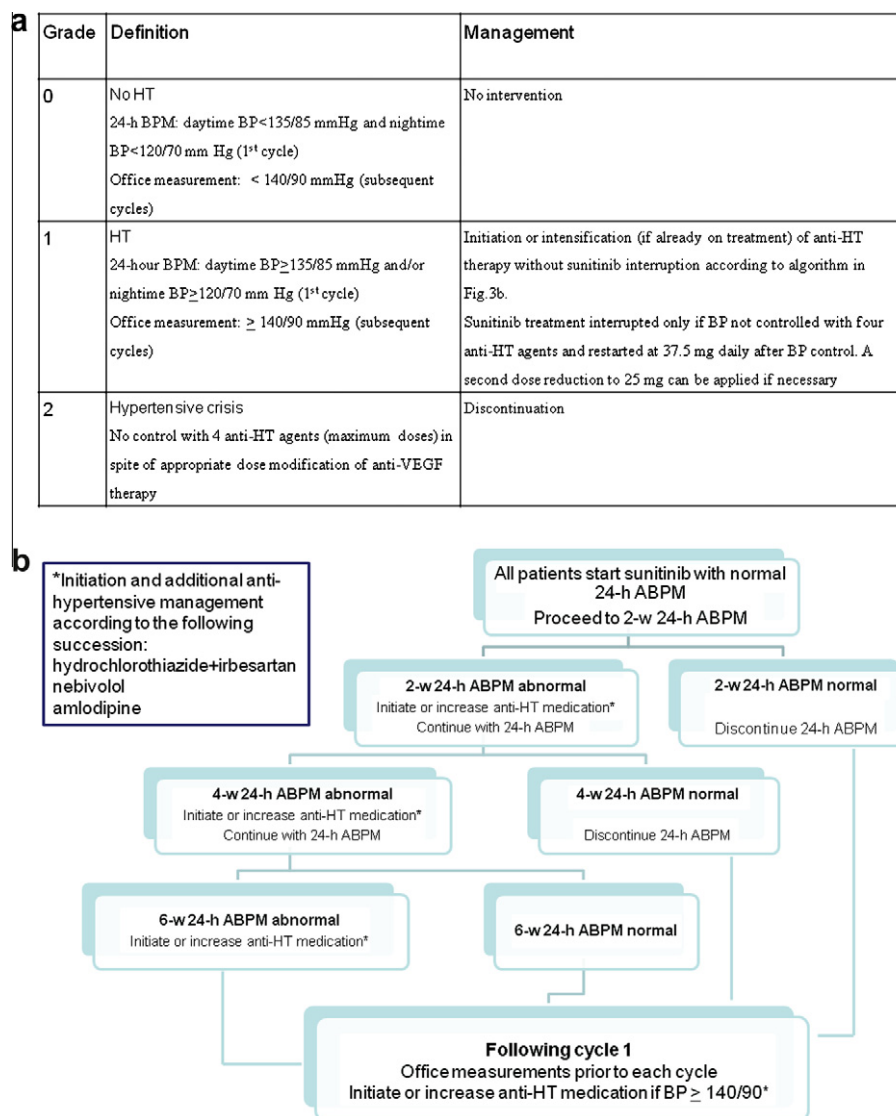 a
Grade Definition Management
0
No HT
24-h BPM: daytime BP<135/85 mmHg and nightime
BP<120/70 mm Hg (1st cycle)
Office measurement: < 140/90 mmHg (subsequent
cycles)
No intervention
1
HT
24-hour BPM: daytime BP≥135/85 mmHg and/or
nightime BP≥120/70 mm Hg (1st cycle)
Office measurement: ≥ 140/90 mmHg (subsequent
cycles)
Initiation or intensification (if already on treatment) of anti-HT
therapy without sunitinib interruption according to algorithm in
Fig.3b.
Sunitinib treatment interrupted only if BP not controlled with four
anti-HT agents and restarted at 37.5 mg daily after BP control. A
second dose reduction to 25 mg can be applied if necessary
2
Hypertensive crisis
No control with 4 anti-HT agents (maximum doses) in
spite of appropriate dose modification of anti-VEGF
therapy
Discontinuation
b
*Initiation and additional anti-
hypertensive management
according to the following
succession:
hydrochlorothiazide+irbesartan
nebivolol
amlodipine
All patients start sunitinib with normal
24-h ABPM
Proceed to 2-w 24-h ABPM
2-w 24-h ABPM abnormal
Initiate or increase anti-HT medication*
Continue with 24-h ABPM
2-w 24-h ABPM normal
Discontinue 24-h ABPM
4-w 24-h ABPM abnormal
Initiate or increase anti-HT medication*
Continue with 24-h ABPM
4-w 24-h ABPM normal
Discontinue 24-h ABPM
6-w 24-h ABPM abnormal
Initiate or increase anti-HT medication*
6-w 24-h ABPM normal
Following cycle 1
Office measurements prior to each cycle
Initiate or increase anti-HT medication if BP ≥ 140/90*